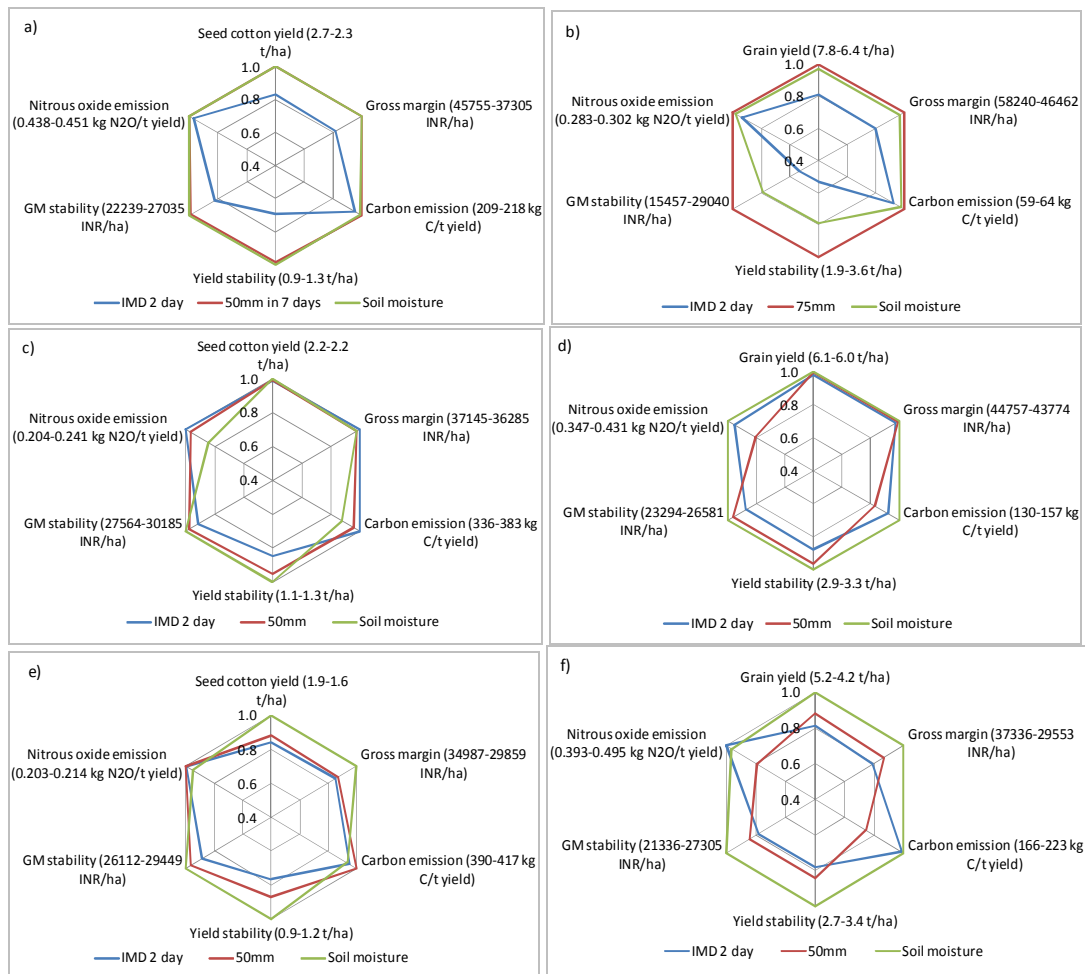 a)
Seed cotton yield (2.7-2.3
t/ha)
1.0
0.8
0.6
0.4
Nitrous oxide emission
(0.438-0.451 kg N2O/t yield)
Gross margin (45755-37305
INR/ha)
GM stability (22239-27035
INR/ha)
Carbon emission (209-218 kg
C/t yield)
Yield stability (0.9-1.3 t/ha)
IMD 2 day
50mm in 7 days
Soil moisture
b)
Grain yield (7.8-6.4 t/ha)
1.0
0.8
0.6
0.4
Nitrous oxide emission
(0.283-0.302 kg N2O/t yield)
Gross margin (58240-46462
INR/ha)
GM stability (15457-29040
INR/ha)
Carbon emission (59-64 kg
C/t yield)
Yield stability (1.9-3.6 t/ha)
IMD 2 day
75mm
Soil moisture
c)
Seed cotton yield (2.2-2.2
t/ha)
1.0
0.8
0.6
0.4
Nitrous oxide emission
(0.204-0.241 kg N2O/t yield)
Gross margin (37145-36285
INR/ha)
GM stability (27564-30185
INR/ha)
Carbon emission (336-383 kg
C/t yield)
Yield stability (1.1-1.3 t/ha)
IMD 2 day
50mm
Soil moisture
d)
Grain yield (6.1-6.0 t/ha)
1.0
0.8
0.6
0.4
Nitrous oxide emission
(0.347-0.431 kg N2O/t yield)
Gross margin (44757-43774
INR/ha)
GM stability (23294-26581
INR/ha)
Carbon emission (130-157 kg
C/t yield)
Yield stability (2.9-3.3 t/ha)
IMD 2 day
50mm
Soil moisture
e)
Seed cotton yield (1.9-1.6
t/ha)
1.0
0.8
0.6
0.4
Nitrous oxide emission
(0.203-0.214 kg N2O/t yield)
Gross margin (34987-29859
INR/ha)
GM stability (26112-29449
INR/ha)
Carbon emission (390-417 kg
C/t yield)
Yield stability (0.9-1.2 t/ha)
IMD 2 day
50mm
Soil moisture
f)
Grain yield (5.2-4.2 t/ha)
1.0
0.8
0.6
0.4
Nitrous oxide emission
(0.393-0.495 kg N2O/t yield)
Gross margin (37336-29553
INR/ha)
GM stability (21336-27305
INR/ha)
Carbon emission (166-223 kg
C/t yield)
Yield stability (2.7-3.4 t/ha)
IMD 2 day
50mm
Soil moisture